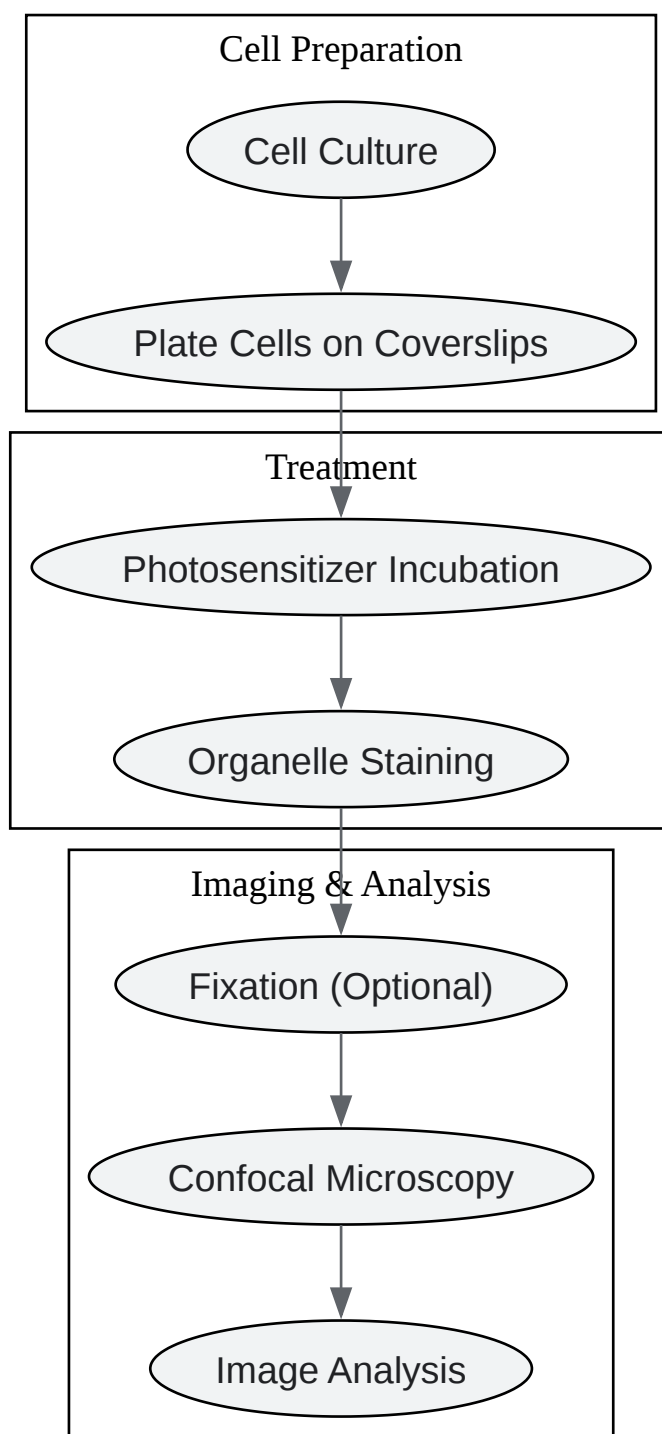 Cell Preparation
Cell Culture
Plate Cells on Coverslips
Treatment
Photosensitizer Incubation
Organelle Staining
Imaging & Analysis
Fixation (Optional)
Confocal Microscopy
Image Analysis